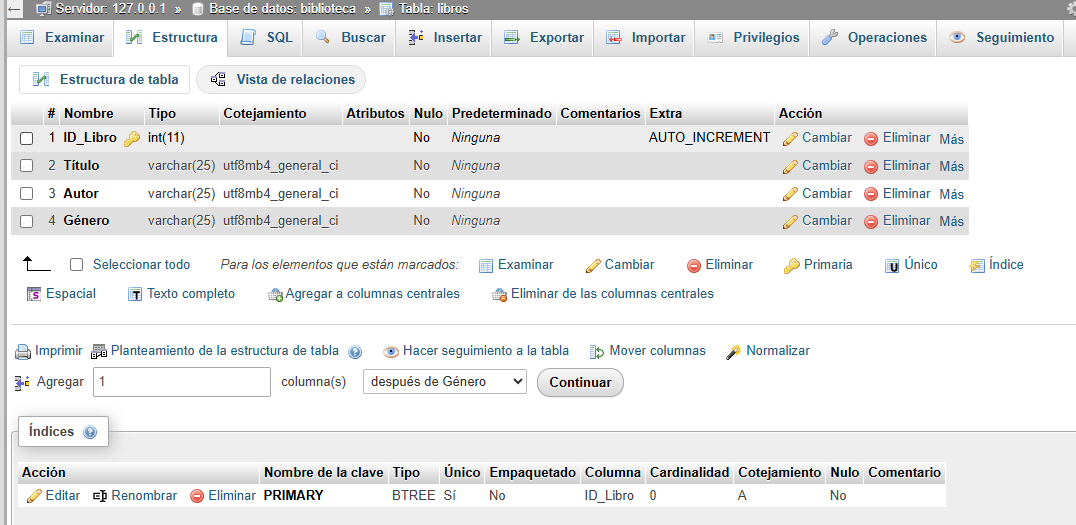 Servidor: 127.0.0.1 » Base de datos: biblioteca » Tabla: libros
Examinar Estructura SQL Buscar Insertar Exportar Importar Privilegios Operaciones Seguimiento
Estructura de tabla Vista de relaciones
# Nombre Tipo Cotejamiento Atributos Nulo Predeterminado Comentarios Extra Acción
1 ID_Libro int(11) No Ninguna AUTO_INCREMENT Cambiar Eliminar Más
2 Título varchar(25) utf8mb4_general_ci No Ninguna Cambiar Eliminar Más
3 Autor varchar(25) utf8mb4_general_ci No Ninguna Cambiar Eliminar Más
4 Género varchar(25) utf8mb4_general_ci No Ninguna Cambiar Eliminar Más
Seleccionar todo Para los elementos que están marcados: Examinar Cambiar Eliminar Primaria Único Índice
Espacial Texto completo Agregar a columnas centrales Eliminar de las columnas centrales
Imprimir Planteamiento de la estructura de tabla Hacer seguimiento a la tabla Mover columnas Normalizar
Agregar 1 columna(s) después de Género Continuar
Índices
Acción Nombre de la clave Tipo Único Empaquetado Columna Cardinalidad Cotejamiento Nulo Comentario
Editar Renombrar Eliminar PRIMARY BTREE Sí No ID_Libro 0 A No